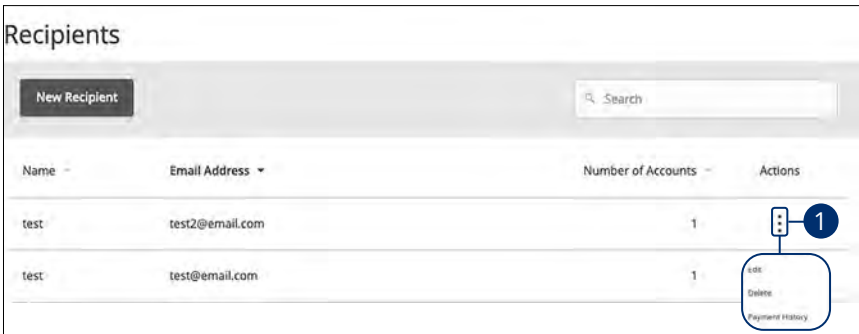 Recipients
New Recipient
Search
Name Email Address Number of Accounts Actions
test test2@email.com 1 1
test test@email.com 1
Edit
Delete
Payment History